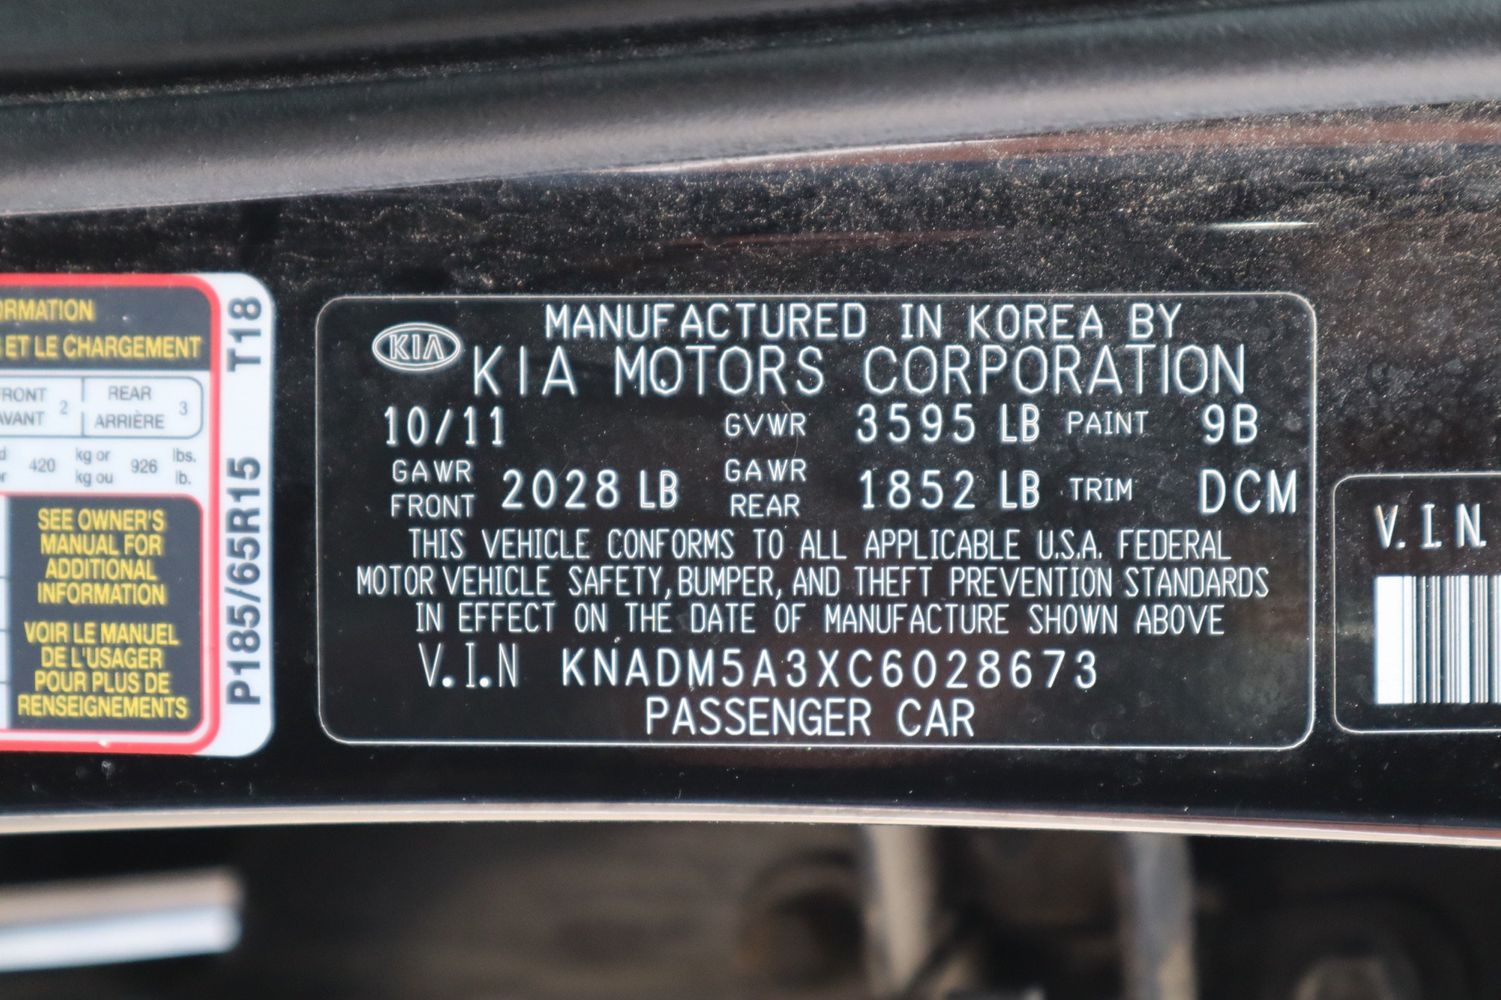 RMATION
ET LE CHARGEMENT
FRONT 2 REAR 3
AVANT ARRIÈRE
420 kg or 926 lbs.
kg ou lb.
SEE OWNER'S
MANUAL FOR
ADDITIONAL
INFORMATION
VOIR LE MANUEL
DE L'USAGER
POUR PLUS DE
RENSEIGNEMENTS
P185/65R15 T18
KIA
MANUFACTURED IN KOREA BY
KIA MOTORS CORPORATION
10/11 GVWR 3595 LB PAINT 9B
GAWR FRONT 2028 LB GAWR REAR 1852 LB TRIM DCM
THIS VEHICLE CONFORMS TO ALL APPLICABLE U.S.A. FEDERAL
MOTOR VEHICLE SAFETY, BUMPER, AND THEFT PREVENTION STANDARDS
IN EFFECT ON THE DATE OF MANUFACTURE SHOWN ABOVE
V.I.N KNADM5A3XC6028673
PASSENGER CAR
V.I.N.